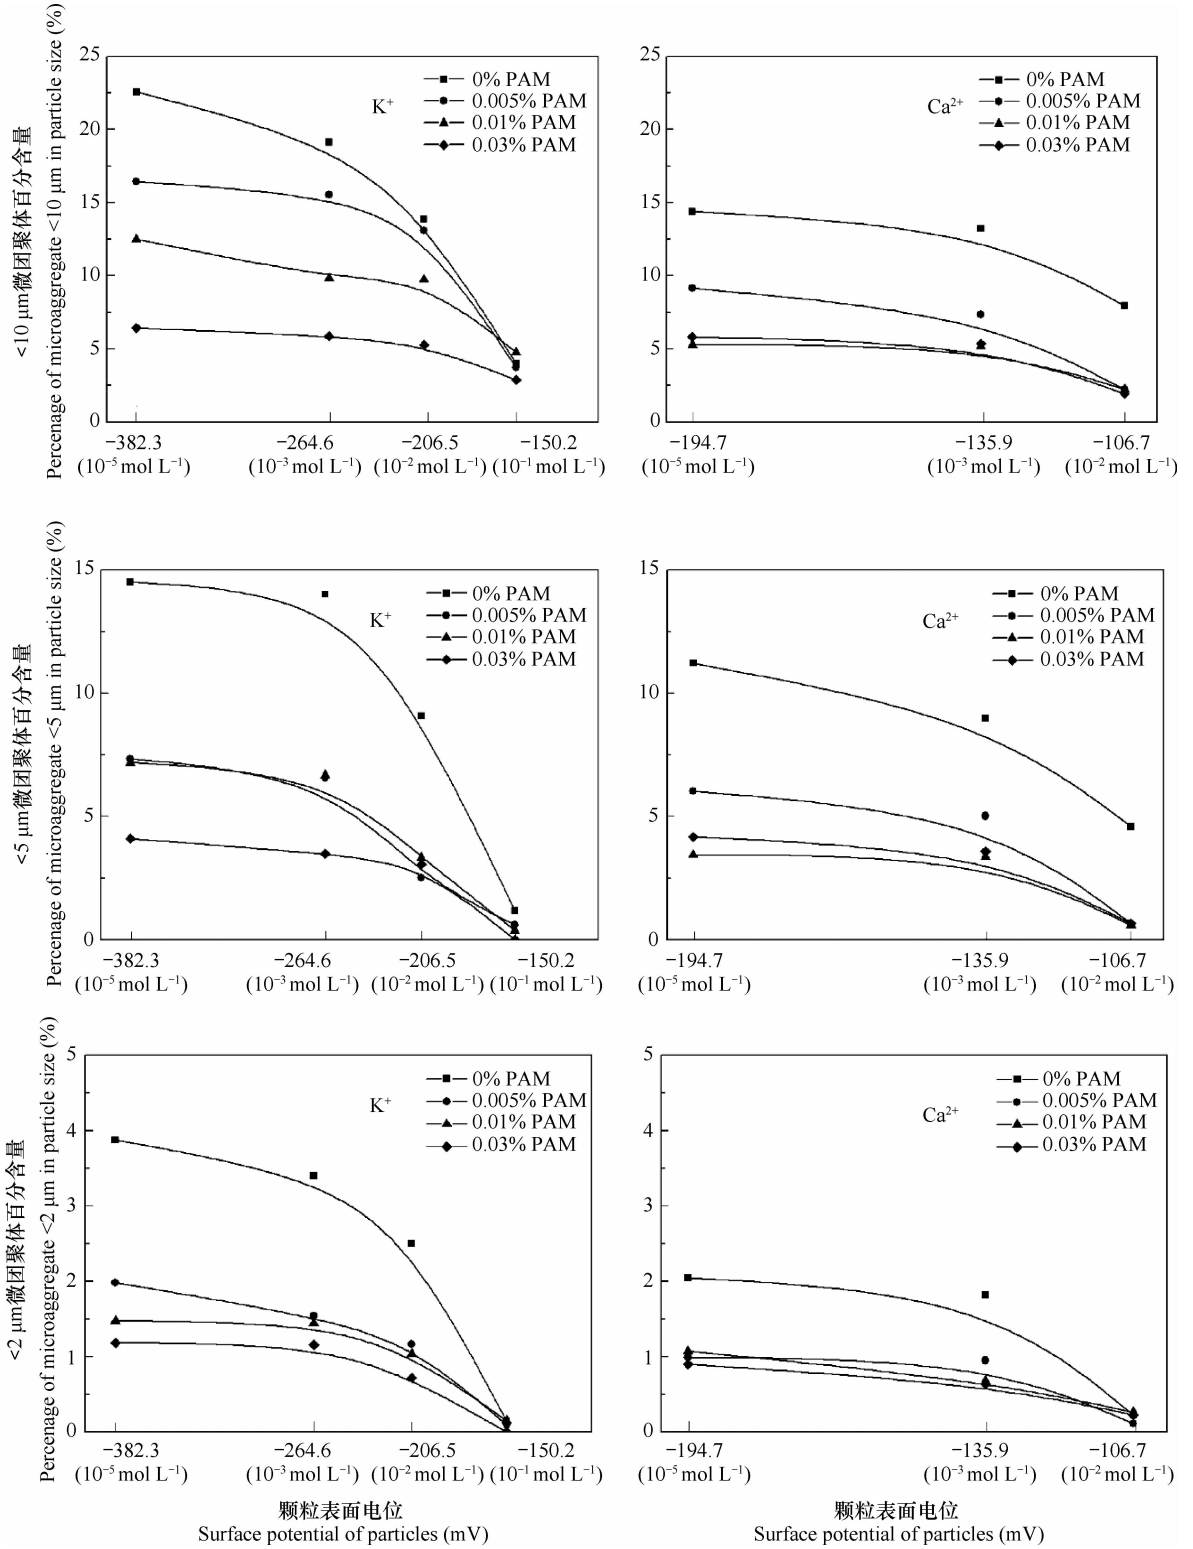 <10 μm微团聚体百分含量
Percenage of microaggregate <10 μm in particle size (%)
25
20
15
10
5
0
K⁺
0% PAM
0.005% PAM
0.01% PAM
0.03% PAM
−382.3 −264.6 −206.5 −150.2
(10⁻⁵ mol L⁻¹) (10⁻³ mol L⁻¹) (10⁻² mol L⁻¹) (10⁻¹ mol L⁻¹)
25
20
15
10
5
0
Ca²⁺
0% PAM
0.005% PAM
0.01% PAM
0.03% PAM
−194.7 −135.9 −106.7
(10⁻⁵ mol L⁻¹) (10⁻³ mol L⁻¹) (10⁻² mol L⁻¹)
<5 μm微团聚体百分含量
Percenage of microaggregate <5 μm in particle size (%)
15
10
5
0
K⁺
0% PAM
0.005% PAM
0.01% PAM
0.03% PAM
−382.3 −264.6 −206.5 −150.2
(10⁻⁵ mol L⁻¹) (10⁻³ mol L⁻¹) (10⁻² mol L⁻¹) (10⁻¹ mol L⁻¹)
15
10
5
0
Ca²⁺
0% PAM
0.005% PAM
0.01% PAM
0.03% PAM
−194.7 −135.9 −106.7
(10⁻⁵ mol L⁻¹) (10⁻³ mol L⁻¹) (10⁻² mol L⁻¹)
<2 μm微团聚体百分含量
Percenage of microaggregate <2 μm in particle size (%)
5
4
3
2
1
0
K⁺
0% PAM
0.005% PAM
0.01% PAM
0.03% PAM
−382.3 −264.6 −206.5 −150.2
(10⁻⁵ mol L⁻¹) (10⁻³ mol L⁻¹) (10⁻² mol L⁻¹) (10⁻¹ mol L⁻¹)
颗粒表面电位
Surface potential of particles (mV)
5
4
3
2
1
0
Ca²⁺
0% PAM
0.005% PAM
0.01% PAM
0.03% PAM
−194.7 −135.9 −106.7
(10⁻⁵ mol L⁻¹) (10⁻³ mol L⁻¹) (10⁻² mol L⁻¹)
颗粒表面电位
Surface potential of particles (mV)